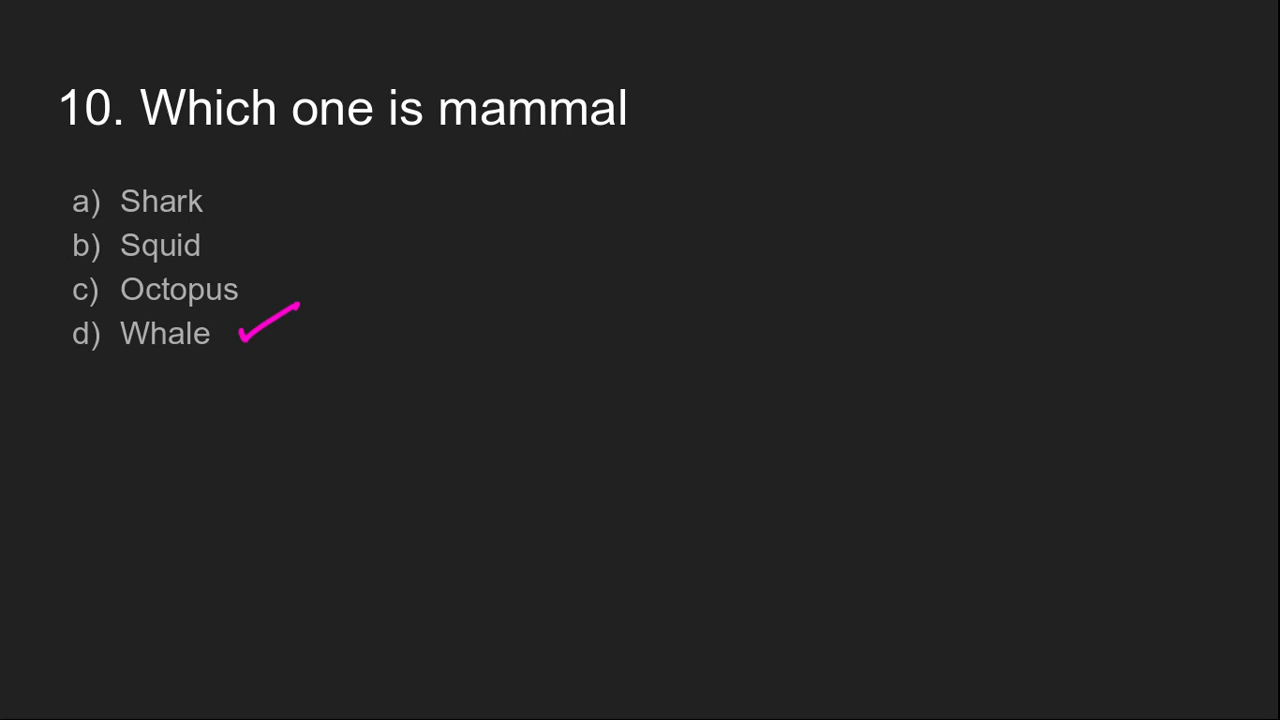 10. Which one is mammal
a) Shark
b) Squid
c) Octopus
d) Whale